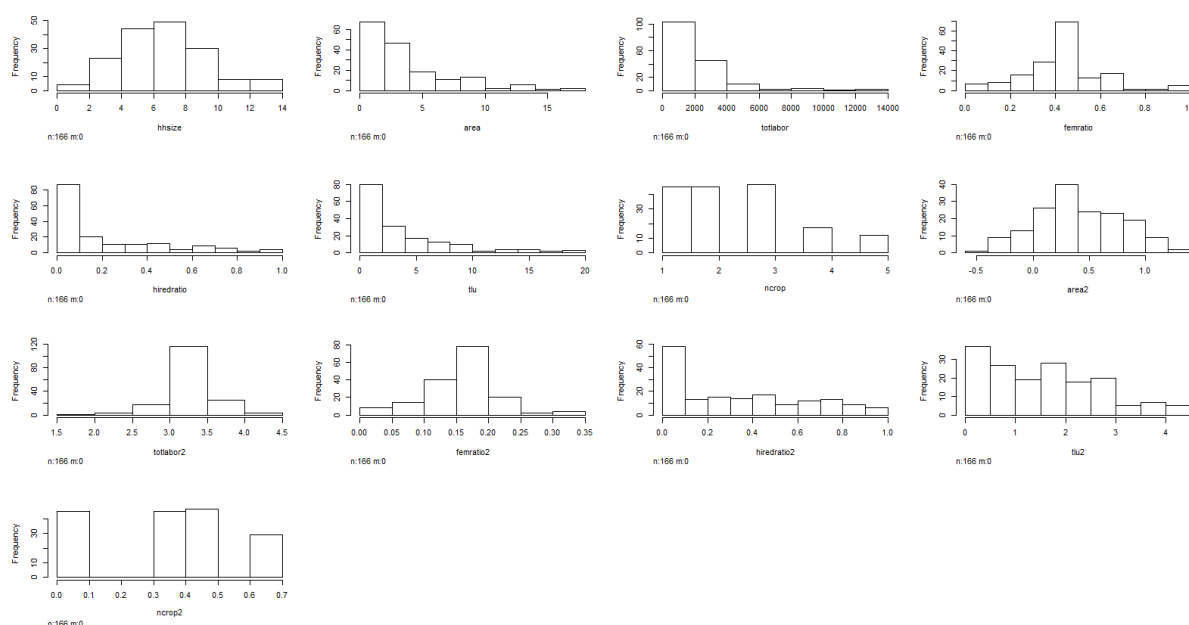 Frequency
0 10 30 50
0 2 4 6 8 10 12 14
hhsize
n:166 m:0
Frequency
0 20 40 60
0 5 10 15
area
n:166 m:0
Frequency
0 40 80
0 2000 4000 6000 8000 10000 12000 14000
totlabor
n:166 m:0
Frequency
0 20 40 60
0.0 0.2 0.4 0.6 0.8
femratio
n:166 m:0
Frequency
0 20 40 60 80
0.0 0.2 0.4 0.6 0.8 1.0
hiredratio
n:166 m:0
Frequency
0 20 40 60 80
0 5 10 15 20
tlu
n:166 m:0
Frequency
0 10 30
1 2 3 4 5
ncrop
n:166 m:0
Frequency
0 10 20 30 40
-0.5 0.0 0.5 1.0
area2
n:166 m:0
Frequency
0 40 80 120
1.5 2.0 2.5 3.0 3.5 4.0 4.5
totlabor2
n:166 m:0
Frequency
0 20 40 60 80
0.00 0.05 0.10 0.15 0.20 0.25 0.30 0.35
femratio2
n:166 m:0
Frequency
0 20 40 60
0.0 0.2 0.4 0.6 0.8 1.0
hiredratio2
n:166 m:0
Frequency
0 10 20 30
0 1 2 3 4
tlu2
n:166 m:0
Frequency
0 10 30
0.0 0.1 0.2 0.3 0.4 0.5 0.6 0.7
ncrop2
n:166 m:0